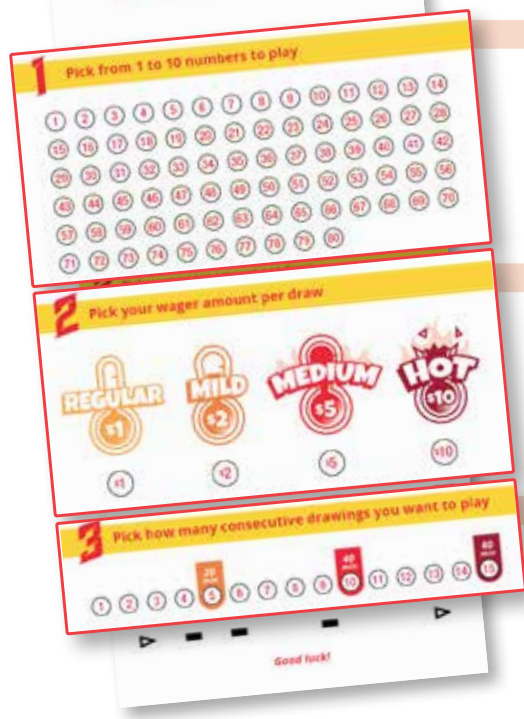 1 Pick from 1 to 10 numbers to play
1 2 3 4 5 6 7 8 9 10 11 12 13 14
15 16 17 18 19 20 21 22 23 24 25 26 27 28
29 30 31 32 33 34 35 36 37 38 39 40 41 42
43 44 45 46 47 48 49 50 51 52 53 54 55 56
57 58 59 60 61 62 63 64 65 66 67 68 69 70
71 72 73 74 75 76 77 78 79 80
2 Pick your wager amount per draw
REGULAR MILD MEDIUM HOT
$1 $2 $5 $10
$1 $2 $5 $10
3 Pick how many consecutive drawings you want to play
20 min 40 min
1 2 3 4 5 6 7 8 9 10 11 12 13 14 15
Good luck!